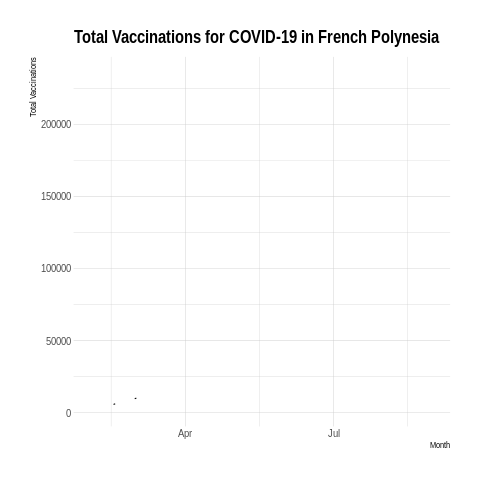 Total Vaccinations for COVID-19 in French Polynesia
Total Vaccinations
200000
150000
100000
50000
0
Apr Jul
Month